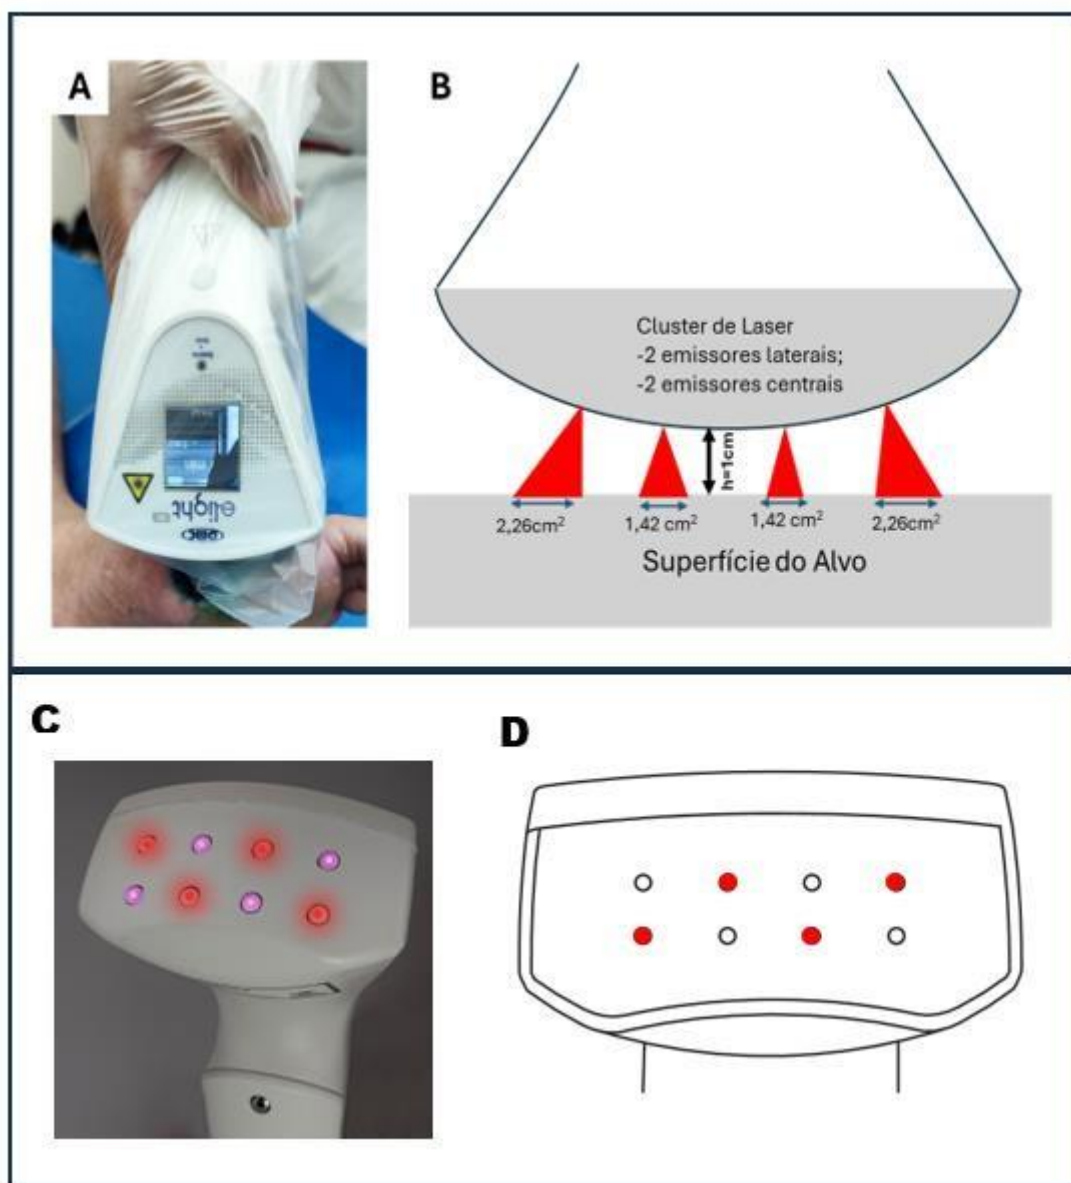 A
B
Cluster de Laser
-2 emissores laterais;
-2 emissores centrais
h=1cm
2,26cm²
1,42 cm²
1,42 cm²
2,26cm²
Superfície do Alvo
elight
C
D